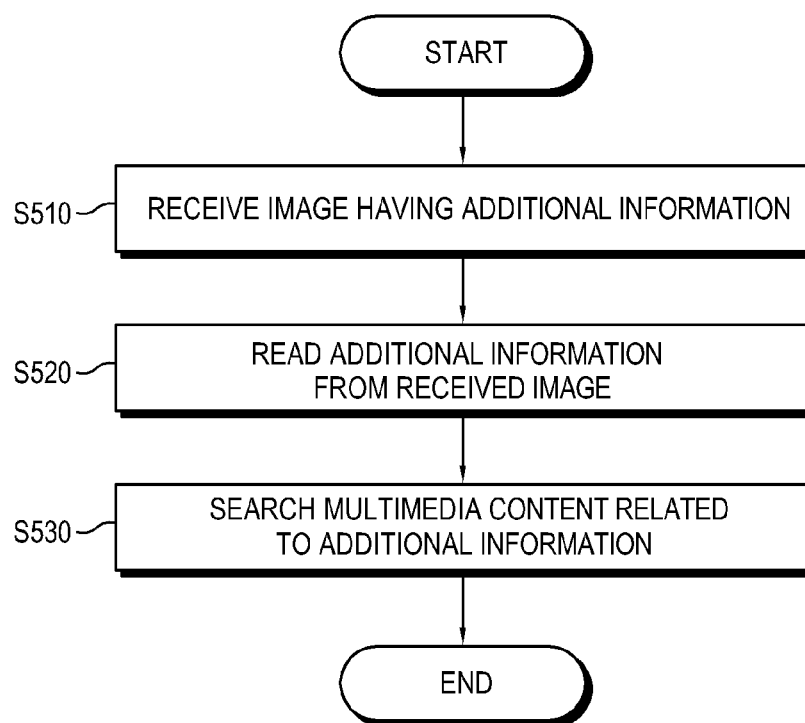 START
S510
RECEIVE IMAGE HAVING ADDITIONAL INFORMATION
S520
READ ADDITIONAL INFORMATION
FROM RECEIVED IMAGE
S530
SEARCH MULTIMEDIA CONTENT RELATED
TO ADDITIONAL INFORMATION
END